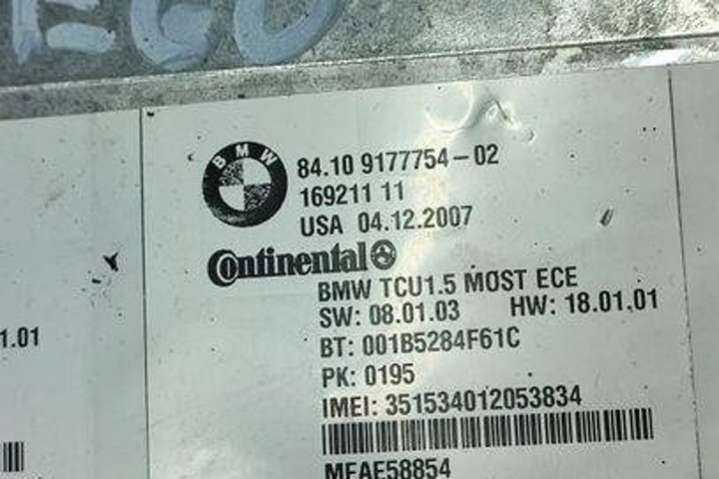 EGO
BMW
84.10 9177754-02
169211 11
USA 04.12.2007
Continental
BMW TCU1.5 MOST ECE
SW: 08.01.03 HW: 18.01.01
1.01
BT: 001B5284F61C
PK: 0195
IMEI: 351534012053834
MFAE58854